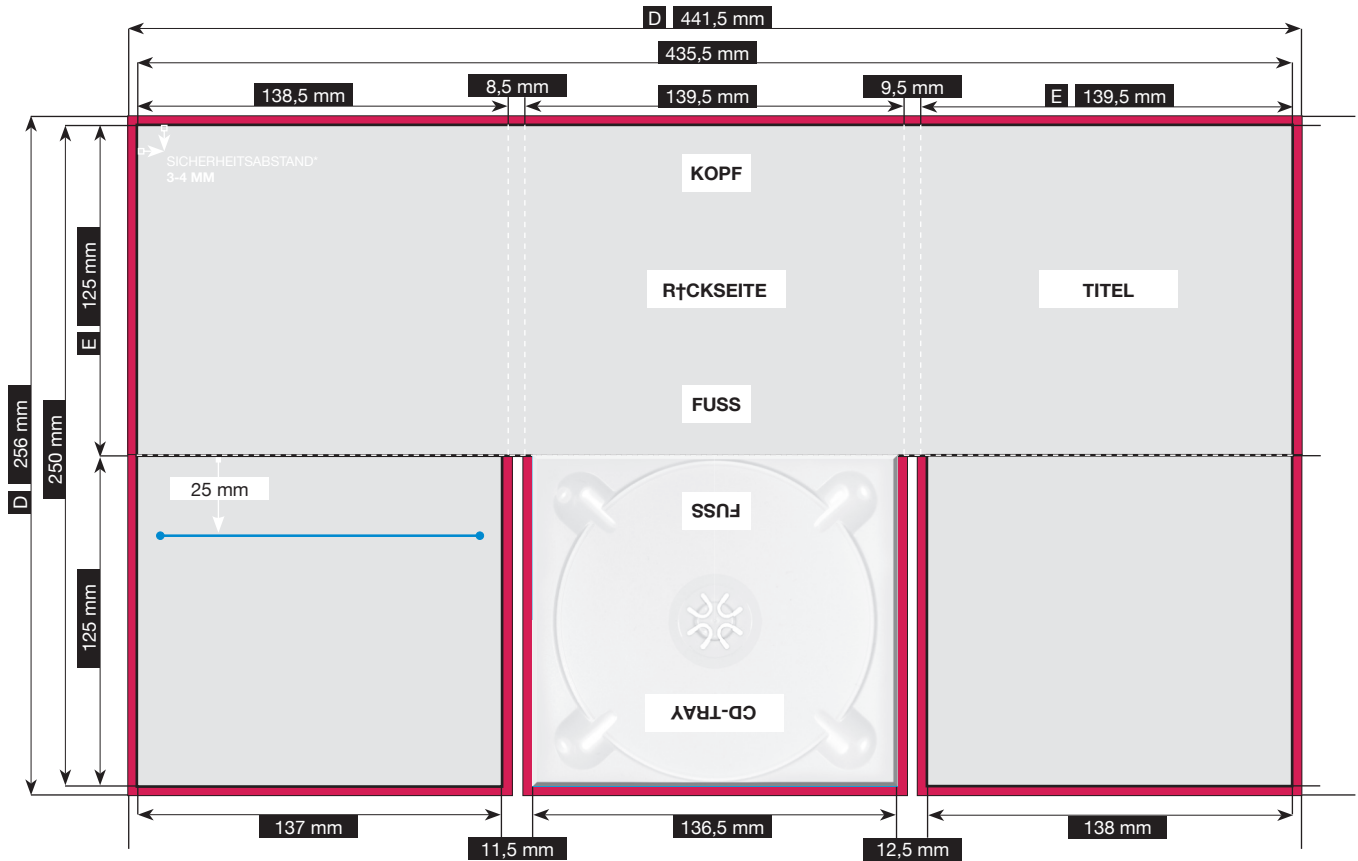 D 441,5 mm
435,5 mm
138,5 mm
8,5 mm
139,5 mm
9,5 mm
E 139,5 mm
SICHERHEITSABSTAND*
3-4 MM
KOPF
R†CKSEITE
TITEL
FUSS
E 125 mm
D 256 mm
250 mm
25 mm
FUSS
125 mm
CD-TRAY
137 mm
11,5 mm
136,5 mm
12,5 mm
138 mm